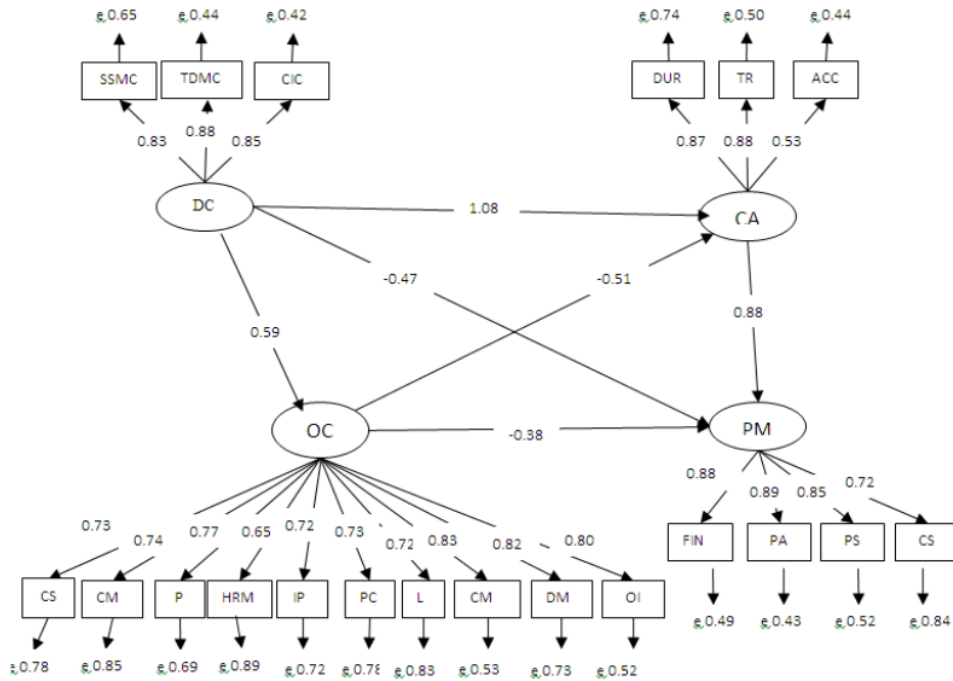 e,0.65 e,0.44 e,0.42 e,0.74 e,0.50 e,0.44
SSMC TDMC CIC DUR TR ACC
0.83 0.88 0.85 0.87 0.88 0.53
DC 1.08 CA
-0.47 -0.51
0.59 0.88
OC -0.38 PM
0.88 0.89 0.85 0.72
0.73 0.74 0.77 0.65 0.72 0.73 0.72 0.83 0.82 0.80
FIN PA PS CS
CS CM P HRM IP PC L CM DM OI
e,0.49 e,0.43 e,0.52 e,0.84
e,0.78 e,0.85 e,0.69 e,0.89 e,0.72 e,0.78 e,0.83 e,0.53 e,0.73 e,0.52